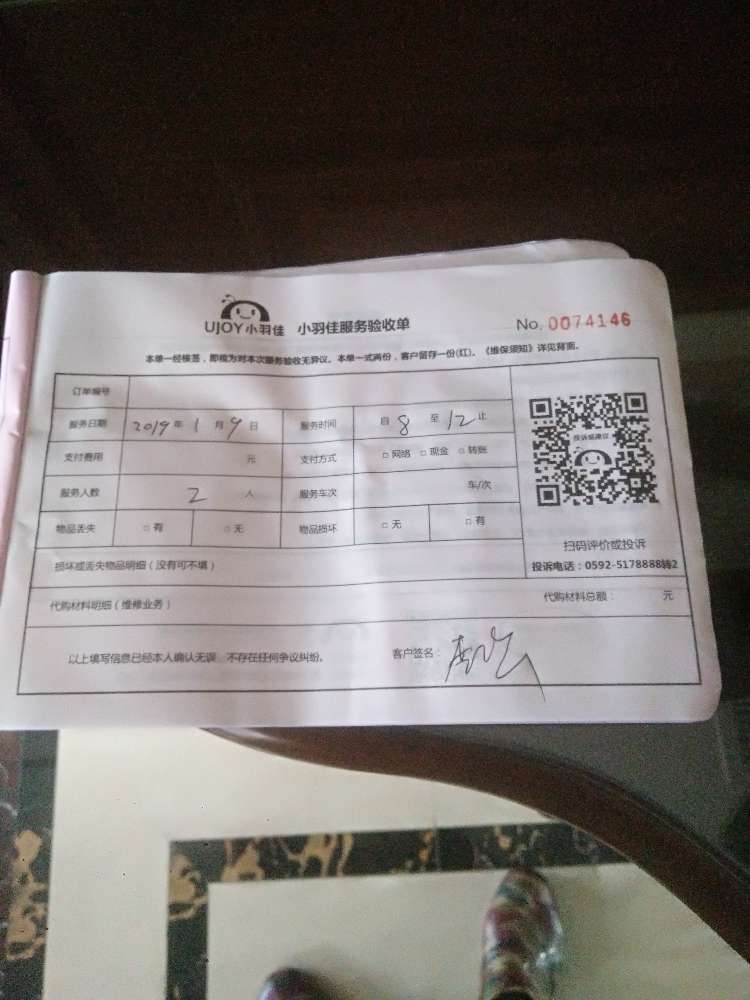 UJOY小羽佳 小羽佳服务验收单 No. 0074146
本单一经核签，即视为对本次服务验收无异议。本单一式两份，客户留存一份(红)。《维保须知》详见背面。
订单编号
服务日期 2019年1月9日 服务时间 自8至12止
支付费用 元 支付方式 □网络 □现金 □转账
服务人数 2人 服务车次 车/次
物品丢失 □有 □无 物品损坏 □无 □有
投诉或建议
扫码评价或投诉
投诉电话：0592-5178888转2
损坏或丢失物品明细（没有可不填）
代购材料明细（维修业务） 代购材料总额： 元
以上填写信息已经本人确认无误，不存在任何争议纠纷。 客户签名：